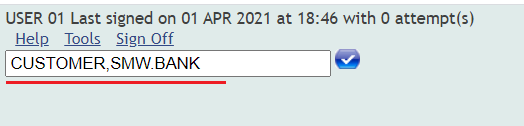 USER 01 Last signed on 01 APR 2021 at 18:46 with 0 attempt(s)
Help Tools Sign Off
CUSTOMER,SMW.BANK